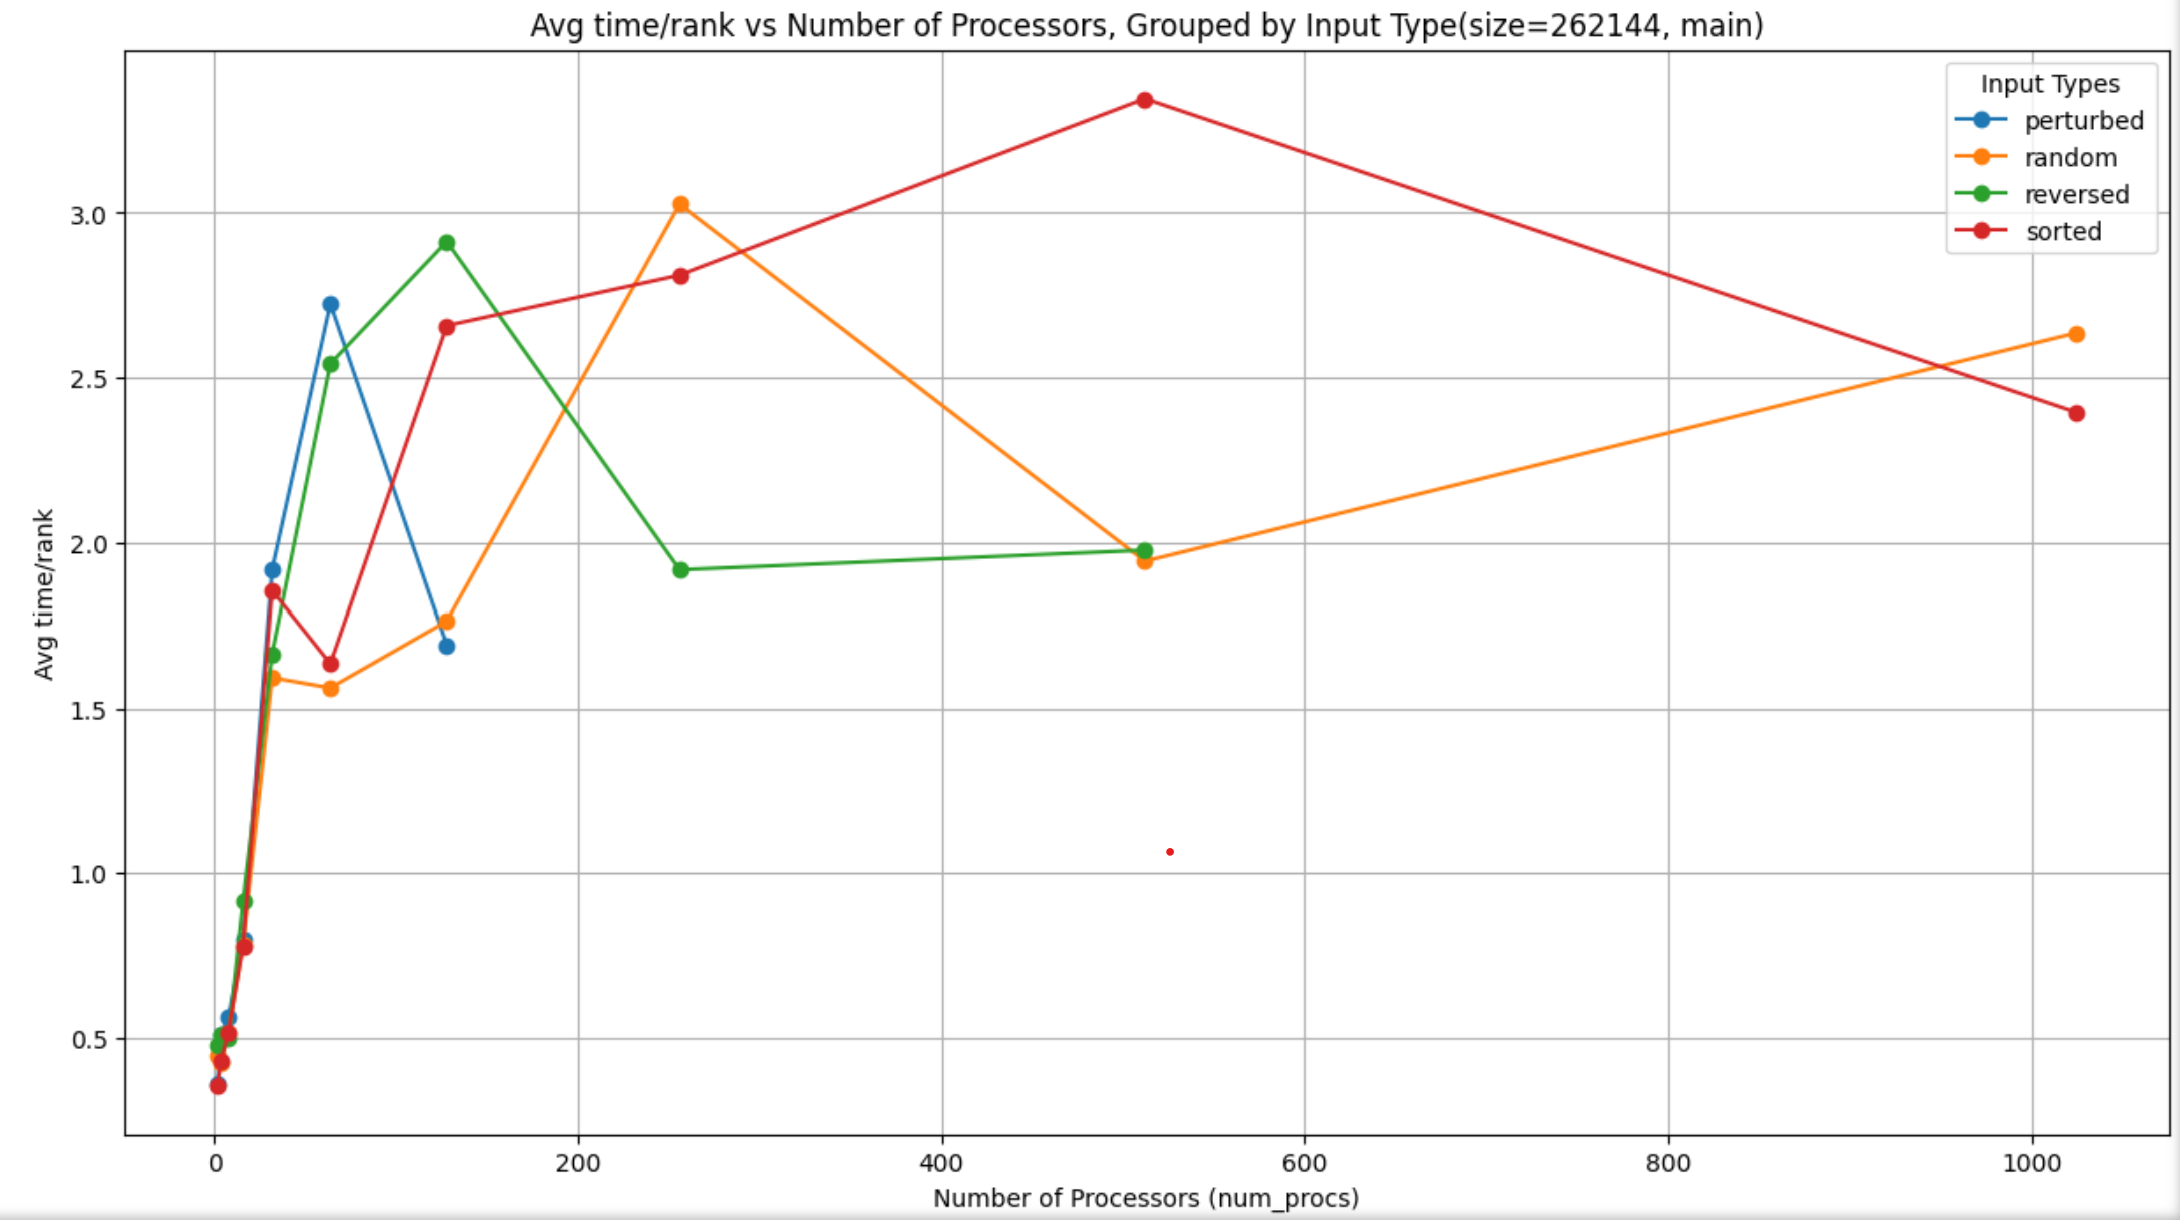 Avg time/rank vs Number of Processors, Grouped by Input Type(size=262144, main)
Input Types
perturbed
random
reversed
sorted
Avg time/rank
3.0
2.5
2.0
1.5
1.0
0.5
0 200 400 600 800 1000
Number of Processors (num_procs)